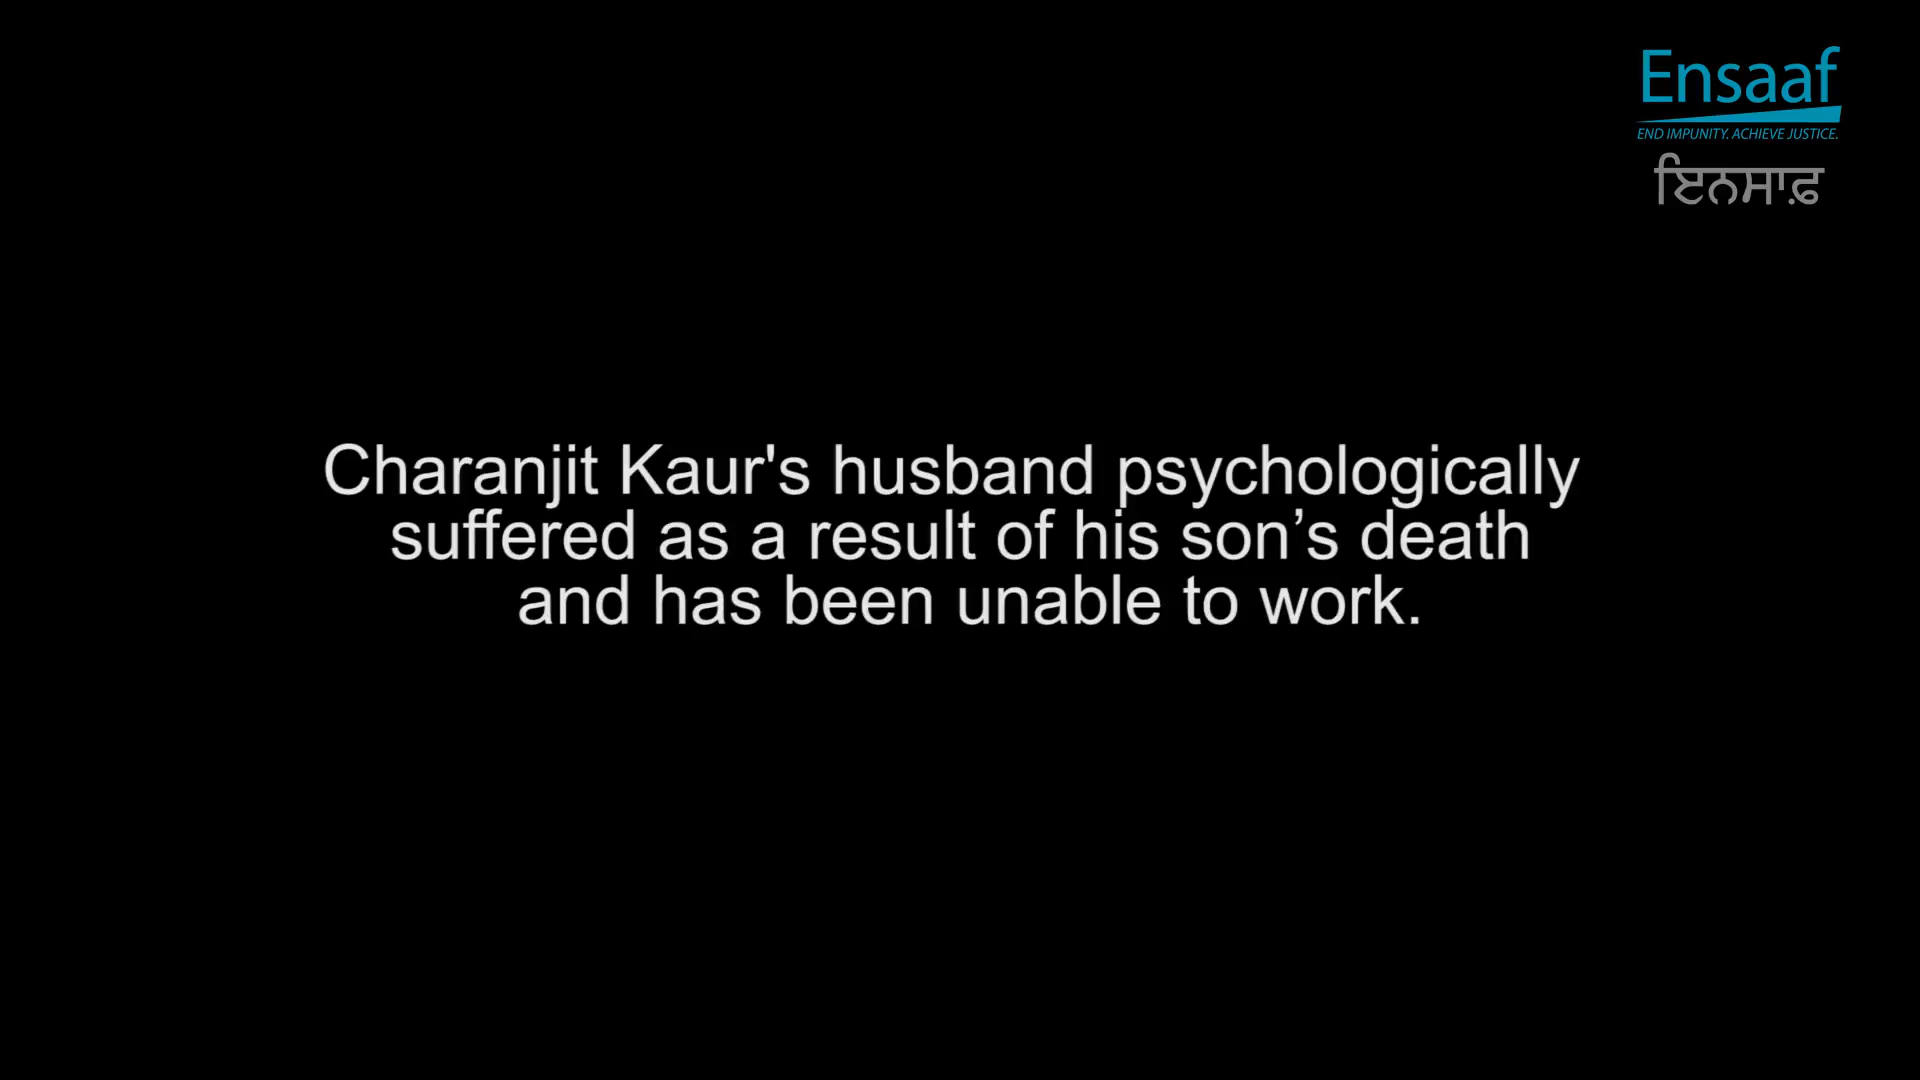 Ensaaf
END IMPUNITY. ACHIEVE JUSTICE.
ਇਨਸਾਫ਼
Charanjit Kaur's husband psychologically
suffered as a result of his son’s death
and has been unable to work.